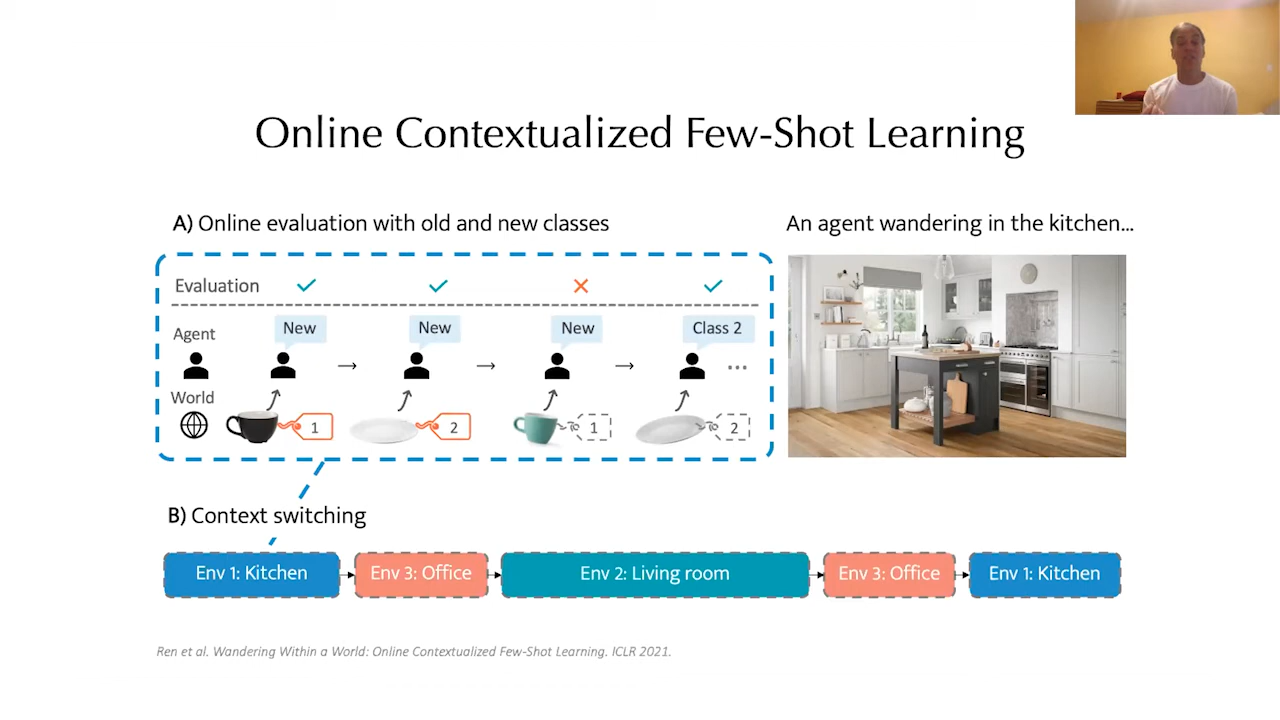 Online Contextualized Few-Shot Learning
A) Online evaluation with old and new classes
An agent wandering in the kitchen...
Evaluation
Agent
New
New
New
Class 2
...
World
1
2
1
2
B) Context switching
Env 1: Kitchen
Env 3: Office
Env 2: Living room
Env 3: Office
Env 1: Kitchen
Ren et al. Wandering Within a World: Online Contextualized Few-Shot Learning. ICLR 2021.